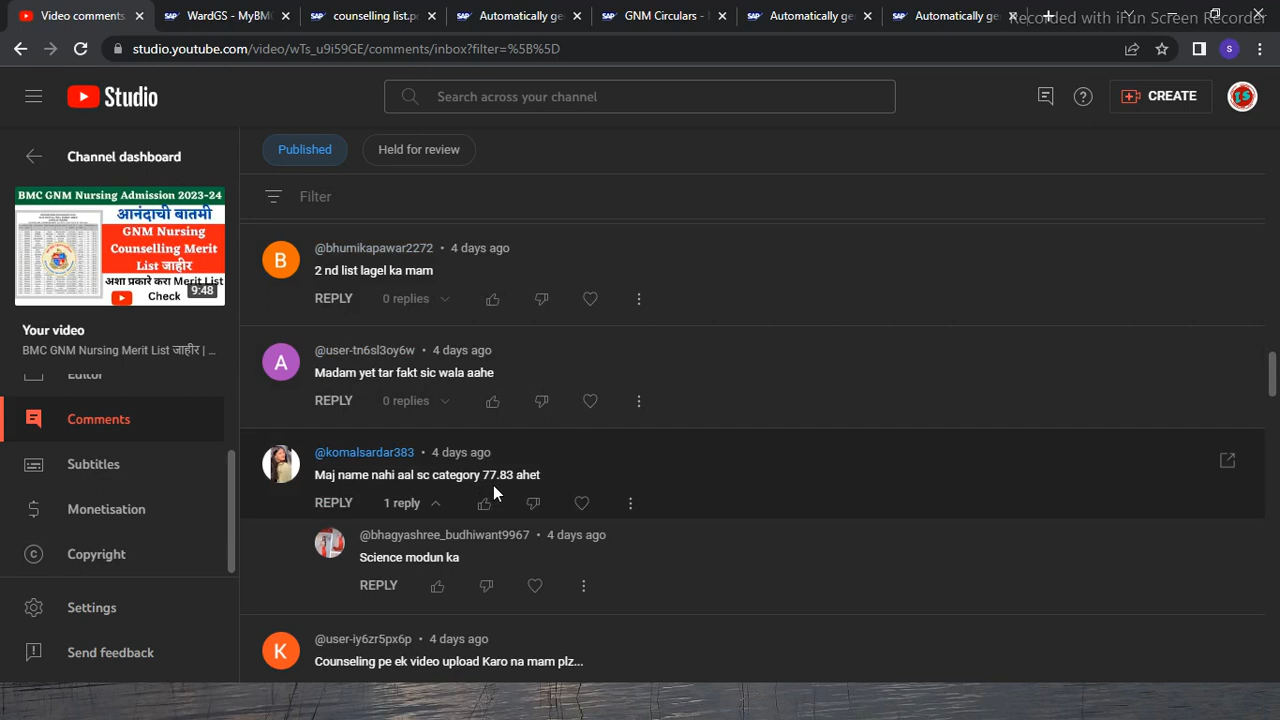 Video comments
WardGS - MyBMC
counselling list.pd
Automatically ge
GNM Circulars - M
Automatically ge
Automatically ge
Recorded with iFun Screen Recorder
studio.youtube.com/video/wTs_u9i59GE/comments/inbox?filter=%5B%5D
S
Studio
Search across your channel
CREATE
IS
Channel dashboard
Published
Held for review
Filter
BMC GNM Nursing Admission 2023-24
आनंदाची बातमी
GNM Nursing
Counselling Merit
List जाहीर
अशा प्रकारे करा Merit List
Check
9:48
Your video
BMC GNM Nursing Merit List जाहीर | ...
Editor
Comments
Subtitles
Monetisation
Copyright
Settings
Send feedback
B
@bhumikapawar2272 • 4 days ago
2 nd list lagel ka mam
REPLY 0 replies
A
@user-tn6sl3oy6w • 4 days ago
Madam yet tar fakt sic wala aahe
REPLY 0 replies
@komalsardar383 • 4 days ago
Maj name nahi aal sc category 77.83 ahet
REPLY 1 reply
@bhagyashree_budhiwant9967 • 4 days ago
Science modun ka
REPLY
K
@user-iy6zr5px6p • 4 days ago
Counseling pe ek video upload Karo na mam plz...